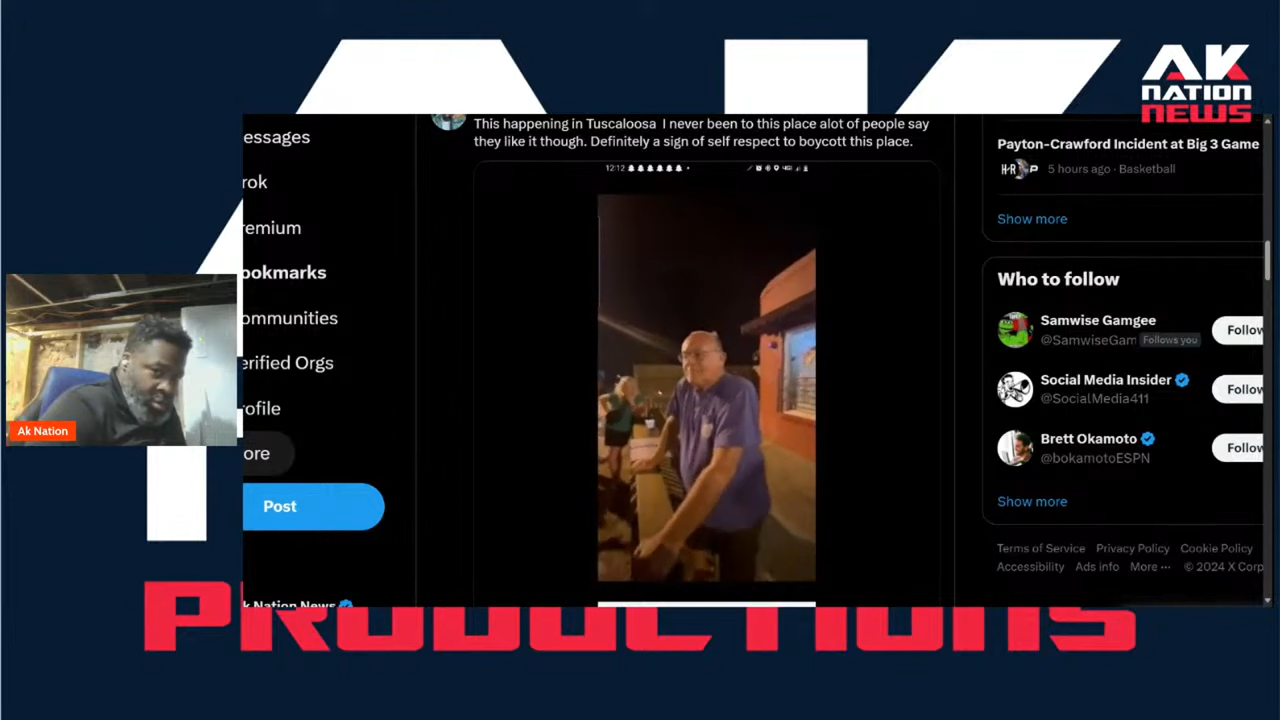 AK
NATION
NEWS
This happening in Tuscaloosa I never been to this place alot of people say
they like it though. Definitely a sign of self respect to boycott this place.
12:12
essages
rok
remium
ookmarks
ommunities
erified Orgs
rofile
ore
Post
k Nation News
Ak Nation
Payton-Crawford Incident at Big 3 Game
5 hours ago · Basketball
Show more
Who to follow
Samwise Gamgee
@SamwiseGam Follows you
Follow
Social Media Insider
@SocialMedia411
Follow
Brett Okamoto
@bokamotoESPN
Follow
Show more
Terms of Service Privacy Policy Cookie Policy
Accessibility Ads info More ··· © 2024 X Corp
PRODUCTIONS